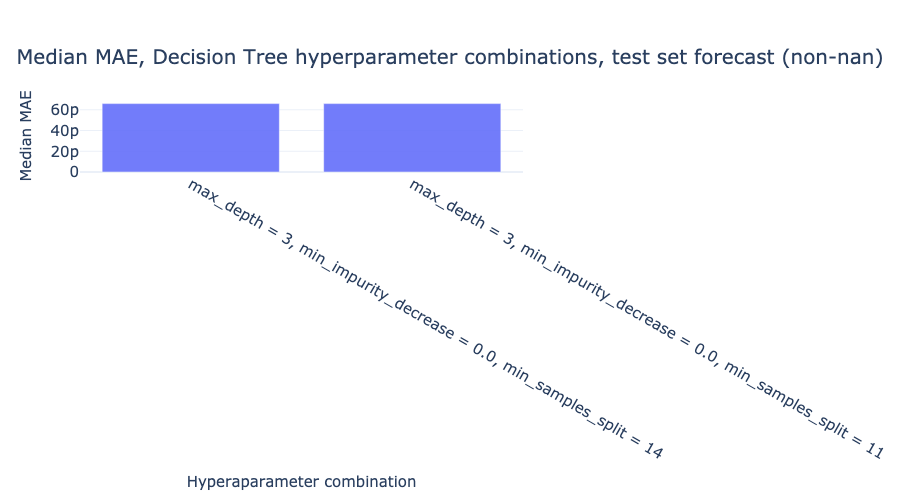 Median MAE, Decision Tree hyperparameter combinations, test set forecast (non-nan)
Median MAE
60p
40p
20p
0
max_depth = 3, min_impurity_decrease = 0.0, min_samples_split = 14
max_depth = 3, min_impurity_decrease = 0.0, min_samples_split = 11
Hyperaparameter combination